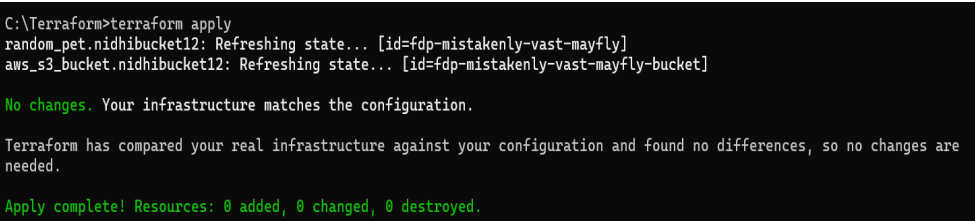 C:\Terraform>terraform apply
random_pet.nidhibucket12: Refreshing state... [id=fdp-mistakenly-vast-mayfly]
aws_s3_bucket.nidhibucket12: Refreshing state... [id=fdp-mistakenly-vast-mayfly-bucket]
No changes. Your infrastructure matches the configuration.
Terraform has compared your real infrastructure against your configuration and found no differences, so no changes are
needed.
Apply complete! Resources: 0 added, 0 changed, 0 destroyed.